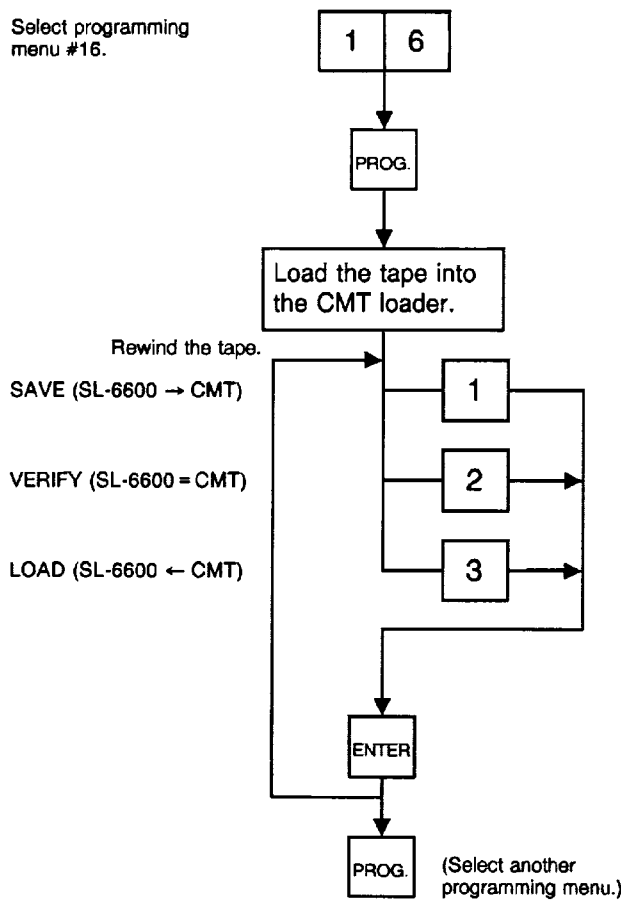 Select programming
menu #16.
1 6
PROG.
Load the tape into
the CMT loader.
Rewind the tape.
SAVE (SL-6600 → CMT)
1
VERIFY (SL-6600 = CMT)
2
LOAD (SL-6600 ← CMT)
3
ENTER
PROG.
(Select another
programming menu.)